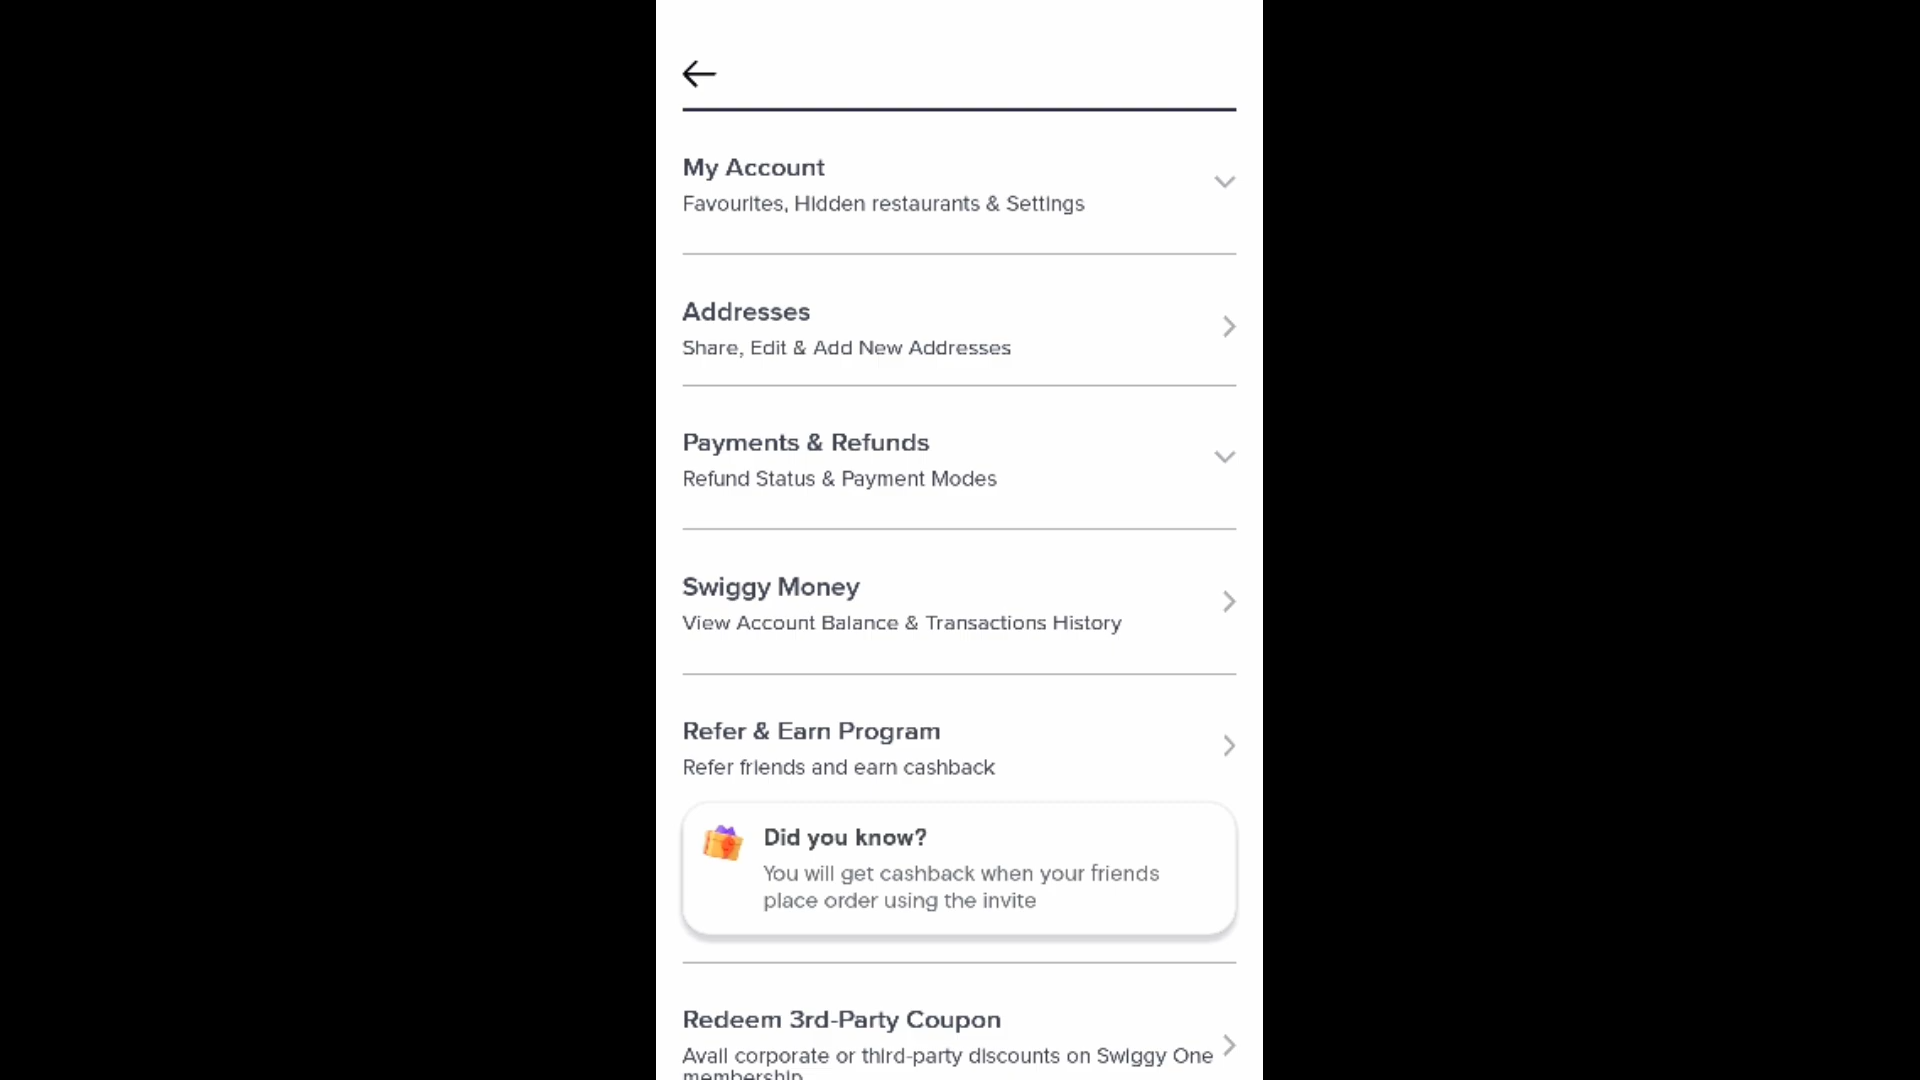 My Account
Favourites, Hidden restaurants & Settings
Addresses
Share, Edit & Add New Addresses
Payments & Refunds
Refund Status & Payment Modes
Swiggy Money
View Account Balance & Transactions History
Refer & Earn Program
Refer friends and earn cashback
Did you know?
You will get cashback when your friends
place order using the invite
Redeem 3rd-Party Coupon
Avail corporate or third-party discounts on Swiggy One
membership